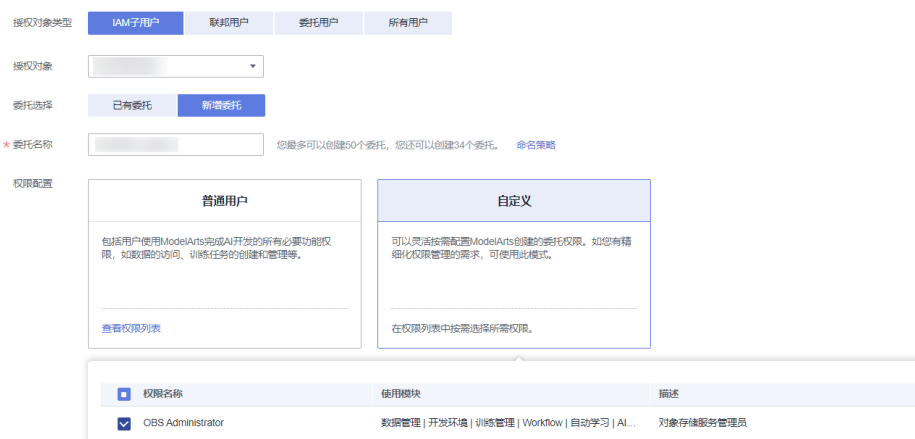 授权对象类型 IAM子用户 联邦用户 委托用户 所有用户
授权对象
委托选择 已有委托 新增委托
* 委托名称 您最多可以创建50个委托，您还可以创建34个委托。 命名策略
权限配置
普通用户 自定义
包括用户使用ModelArts完成AI开发的所有必要功能权 可以灵活按需配置ModelArts创建的委托权限。如您有精
限，如数据的访问、训练任务的创建和管理等。 细化权限管理的需求，可使用此模式。
查看权限列表 在权限列表中按需选择所需权限。
权限名称 使用模块 描述
OBS Administrator 数据管理 | 开发环境 | 训练管理 | Workflow | 自动学习 | AI... 对象存储服务管理员